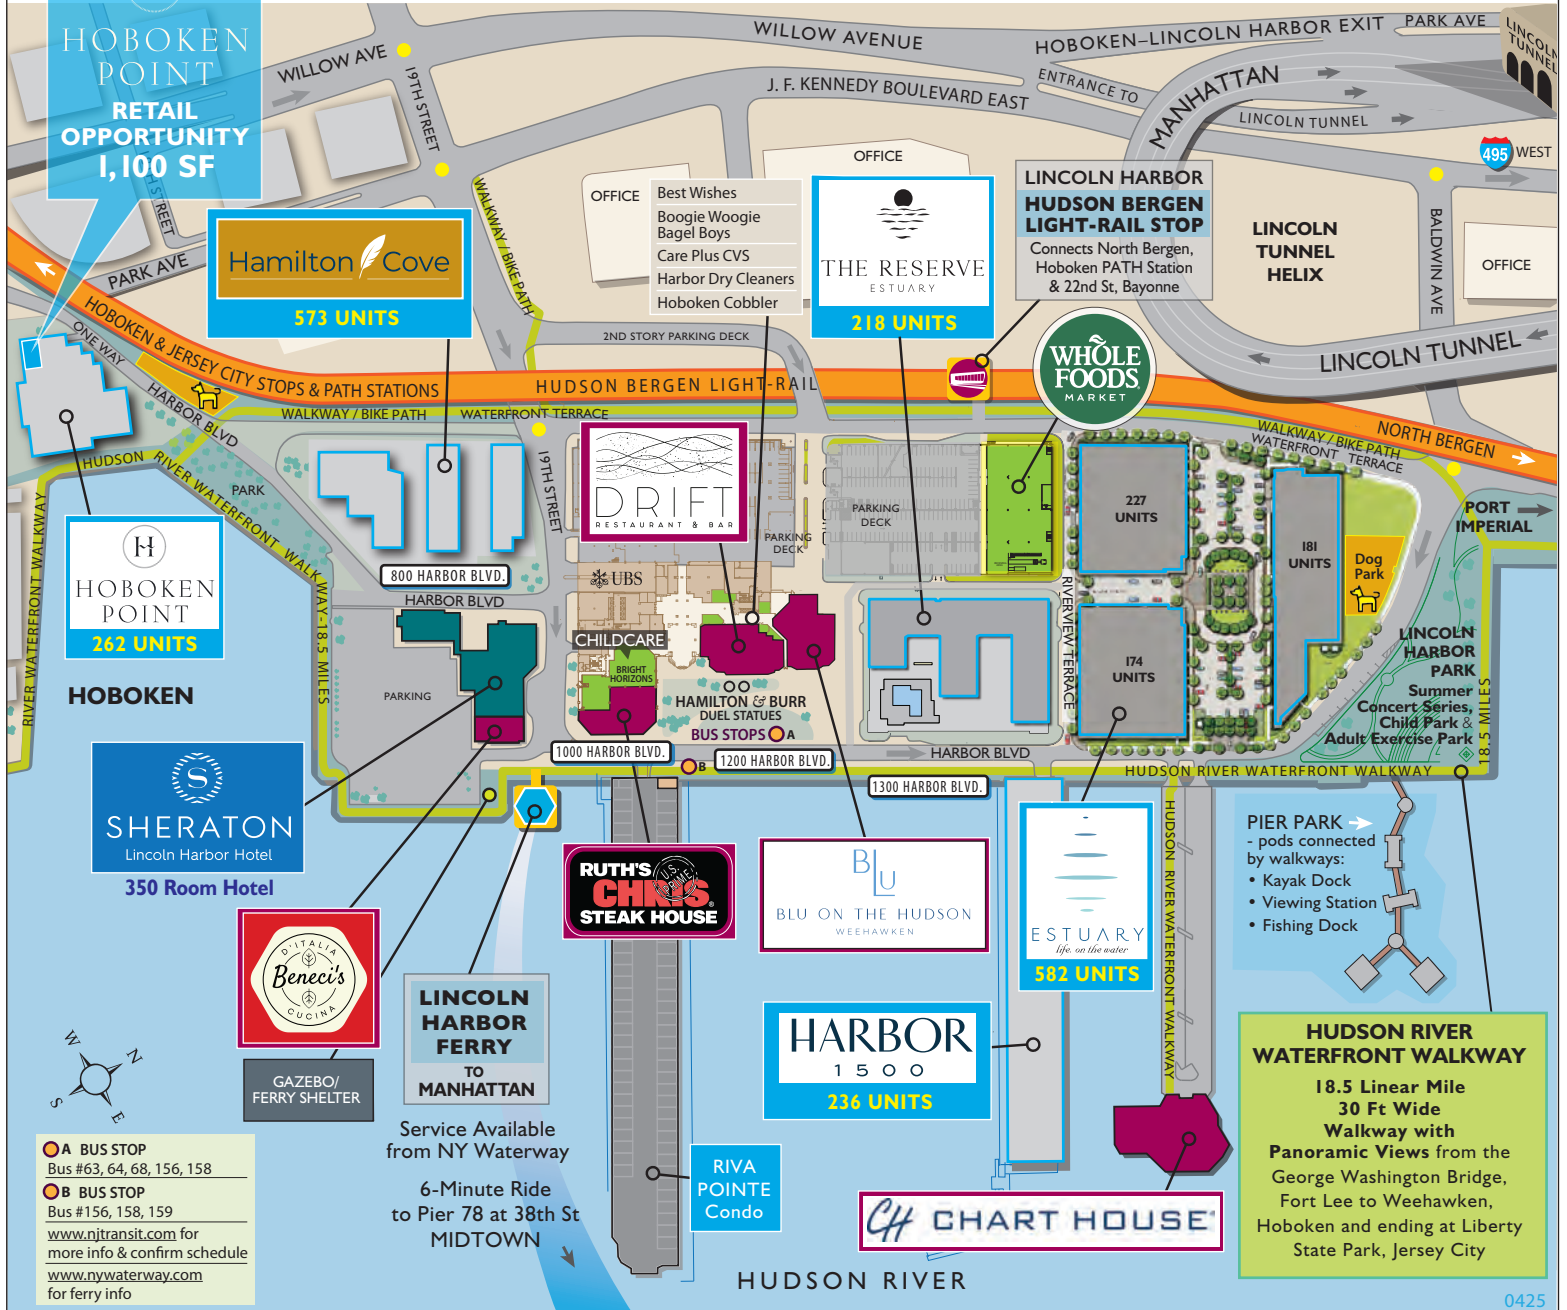 HOBOKEN
POINT
RETAIL
OPPORTUNITY
1,100 SF
WILLOW AVE
19TH STREET
WILLOW AVENUE
HOBOKEN–LINCOLN HARBOR EXIT
PARK AVE
LINCOLN
TUNNEL
J. F. KENNEDY BOULEVARD EAST
ENTRANCE TO
MANHATTAN
LINCOLN TUNNEL
495 WEST
STREET
PARK AVE
WALKWAY / BIKE PATH
OFFICE
OFFICE
Best Wishes
Boogie Woogie
Bagel Boys
Care Plus CVS
Harbor Dry Cleaners
Hoboken Cobbler
THE RESERVE
ESTUARY
218 UNITS
LINCOLN HARBOR
HUDSON BERGEN
LIGHT-RAIL STOP
Connects North Bergen,
Hoboken PATH Station
& 22nd St, Bayonne
LINCOLN
TUNNEL
HELIX
BALDWIN AVE
OFFICE
LINCOLN TUNNEL
Hamilton Cove
573 UNITS
2ND STORY PARKING DECK
WHOLE
FOODS
MARKET
HOBOKEN & JERSEY CITY STOPS & PATH STATIONS
HUDSON BERGEN LIGHT-RAIL
NORTH BERGEN
ONE WAY
HARBOR BLVD
WALKWAY / BIKE PATH
WATERFRONT TERRACE
WALKWAY / BIKE PATH
WATERFRONT TERRACE
HUDSON RIVER WATERFRONT WALKWAY-18.5 MILES
PARK
19TH STREET
DRIFT
RESTAURANT & BAR
PARKING
DECK
PARKING
DECK
227
UNITS
181
UNITS
Dog
Park
PORT
IMPERIAL
RIVER WATERFRONT WALKWAY
H
HOBOKEN
POINT
262 UNITS
HOBOKEN
800 HARBOR BLVD.
HARBOR BLVD
UBS
CHILDCARE
BRIGHT
HORIZONS
PARKING
HAMILTON & BURR
DUEL STATUES
BUS STOPS A
B
RIVERVIEW TERRACE
174
UNITS
LINCOLN
HARBOR
PARK
Summer
Concert Series,
Child Park &
Adult Exercise Park
18.5 MILES
1000 HARBOR BLVD.
1200 HARBOR BLVD.
1300 HARBOR BLVD.
HARBOR BLVD
HUDSON RIVER WATERFRONT WALKWAY
S
SHERATON
Lincoln Harbor Hotel
350 Room Hotel
RUTH'S
CHRIS
U.S.
PRIME
STEAK HOUSE
BLU
BLU ON THE HUDSON
WEEHAWKEN
ESTUARY
life. on the water
582 UNITS
HUDSON RIVER WATERFRONT WALKWAY
PIER PARK
- pods connected
by walkways:
• Kayak Dock
• Viewing Station
• Fishing Dock
D'ITALIA
Beneci's
CUCINA
GAZEBO/
FERRY SHELTER
LINCOLN
HARBOR
FERRY
TO
MANHATTAN
Service Available
from NY Waterway
6-Minute Ride
to Pier 78 at 38th St
MIDTOWN
HARBOR
1500
236 UNITS
RIVA
POINTE
Condo
CH CHART HOUSE
HUDSON RIVER
HUDSON RIVER
WATERFRONT WALKWAY
18.5 Linear Mile
30 Ft Wide
Walkway with
Panoramic Views from the
George Washington Bridge,
Fort Lee to Weehawken,
Hoboken and ending at Liberty
State Park, Jersey City
W
N
S
E
A BUS STOP
Bus #63, 64, 68, 156, 158
B BUS STOP
Bus #156, 158, 159
www.njtransit.com for
more info & confirm schedule
www.nywaterway.com
for ferry info
0425